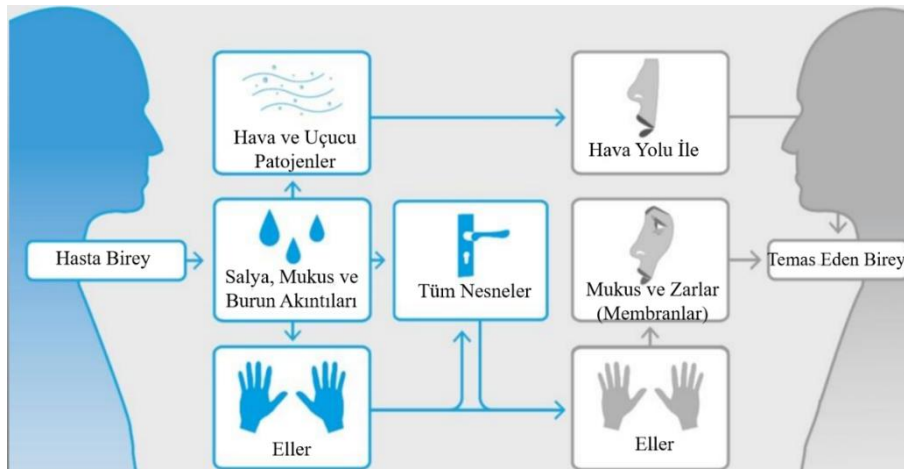 Hava ve Uçucu
Patojenler
Hava Yolu İle
Hasta Birey
Salya, Mukus ve
Burun Akıntıları
Tüm Nesneler
Mukus ve Zarlar
(Membranlar)
Temas Eden Birey
Eller
Eller